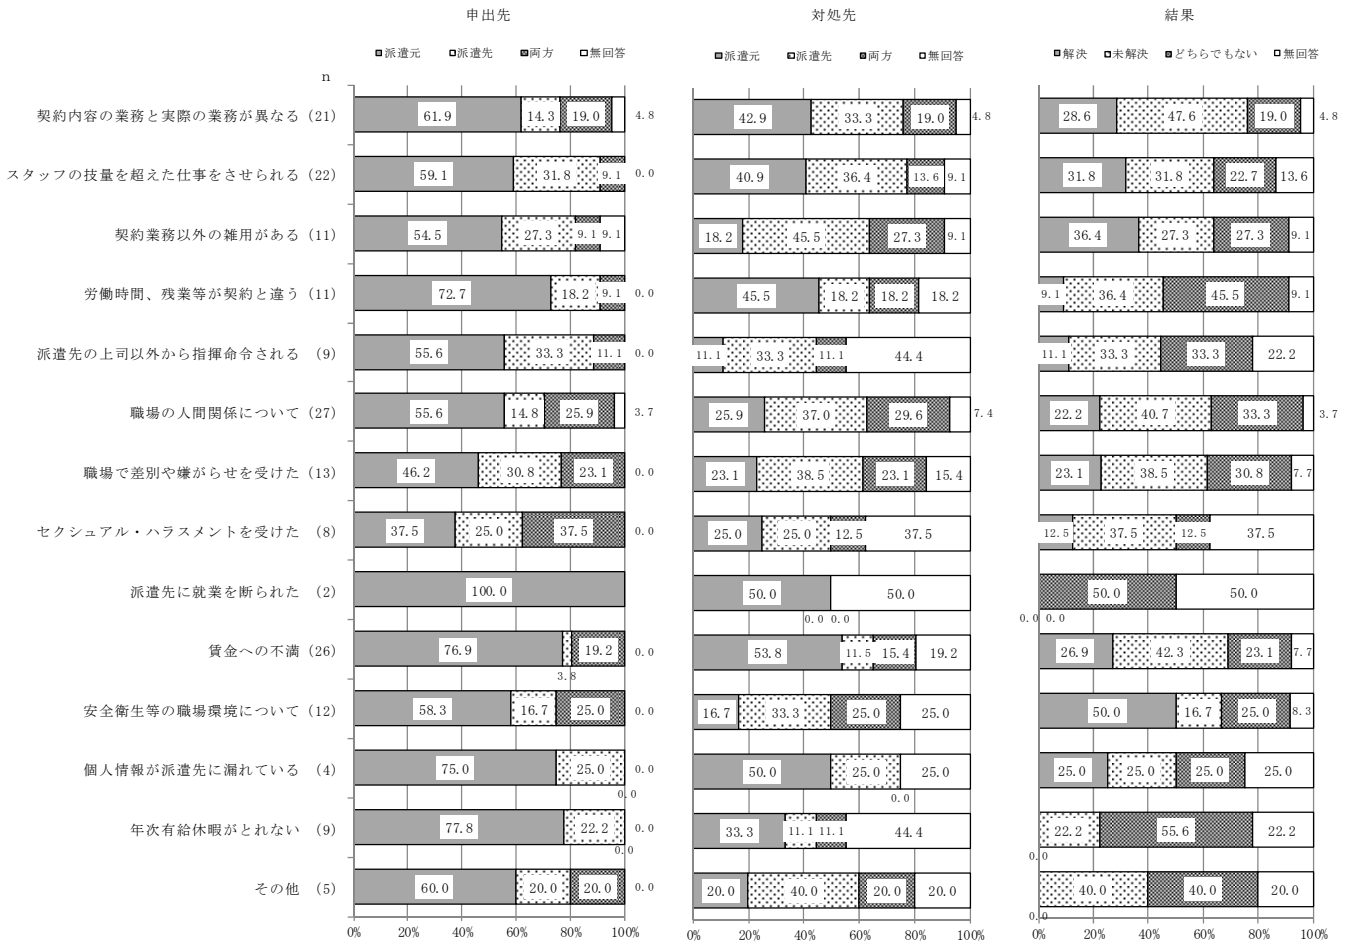 申出先 対処先 結果
派遣元 派遣先 両方 無回答 派遣元 派遣先 両方 無回答 解決 未解決 どちらでもない 無回答
n
契約内容の業務と実際の業務が異なる (21) 61.9 14.3 19.0 4.8 42.9 33.3 19.0 4.8 28.6 47.6 19.0 4.8
スタッフの技量を超えた仕事をさせられる (22) 59.1 31.8 9.1 0.0 40.9 36.4 13.6 9.1 31.8 31.8 22.7 13.6
契約業務以外の雑用がある (11) 54.5 27.3 9.1 9.1 18.2 45.5 27.3 9.1 36.4 27.3 27.3 9.1
労働時間、残業等が契約と違う (11) 72.7 18.2 9.1 0.0 45.5 18.2 18.2 18.2 9.1 36.4 45.5 9.1
派遣先の上司以外から指揮命令される (9) 55.6 33.3 11.1 0.0 11.1 33.3 11.1 44.4 11.1 33.3 33.3 22.2
職場の人間関係について (27) 55.6 14.8 25.9 3.7 25.9 37.0 29.6 7.4 22.2 40.7 33.3 3.7
職場で差別や嫌がらせを受けた (13) 46.2 30.8 23.1 0.0 23.1 38.5 23.1 15.4 23.1 38.5 30.8 7.7
セクシュアル・ハラスメントを受けた (8) 37.5 25.0 37.5 0.0 25.0 25.0 12.5 37.5 12.5 37.5 12.5 37.5
派遣先に就業を断られた (2) 100.0 50.0 50.0 50.0 50.0
0.0 0.0 0.0 0.0
賃金への不満 (26) 76.9 19.2 0.0 53.8 11.5 15.4 19.2 26.9 42.3 23.1 7.7
3.8
安全衛生等の職場環境について (12) 58.3 16.7 25.0 0.0 16.7 33.3 25.0 25.0 50.0 16.7 25.0 8.3
個人情報が派遣先に漏れている (4) 75.0 25.0 0.0 50.0 25.0 25.0 25.0 25.0 25.0 25.0
0.0 0.0
年次有給休暇がとれない (9) 77.8 22.2 0.0 33.3 11.1 11.1 44.4 22.2 55.6 22.2
0.0 0.0
その他 (5) 60.0 20.0 20.0 0.0 20.0 40.0 20.0 20.0 40.0 40.0 20.0
0.0
0% 20% 40% 60% 80% 100% 0% 20% 40% 60% 80% 100% 0% 20% 40% 60% 80% 100%